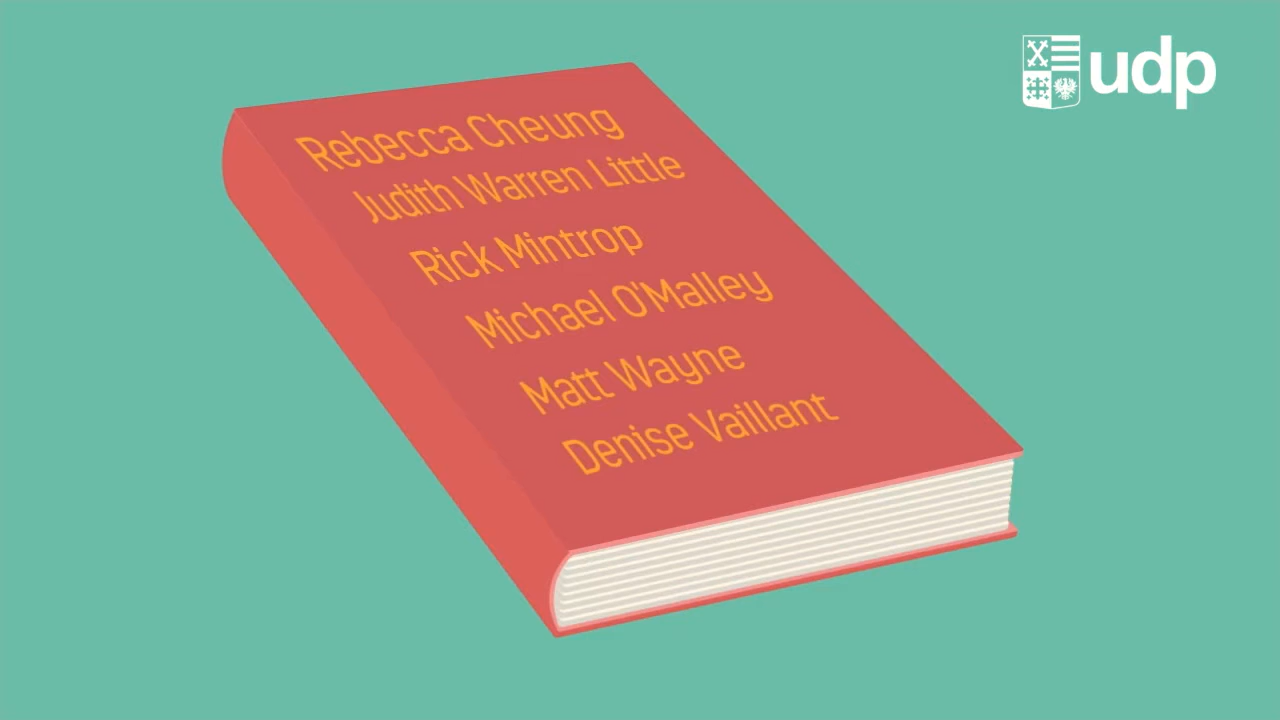 udp
Rebecca Cheung
Judith Warren Little
Rick Mintrop
Michael O'Malley
Matt Wayne
Denise Vaillant